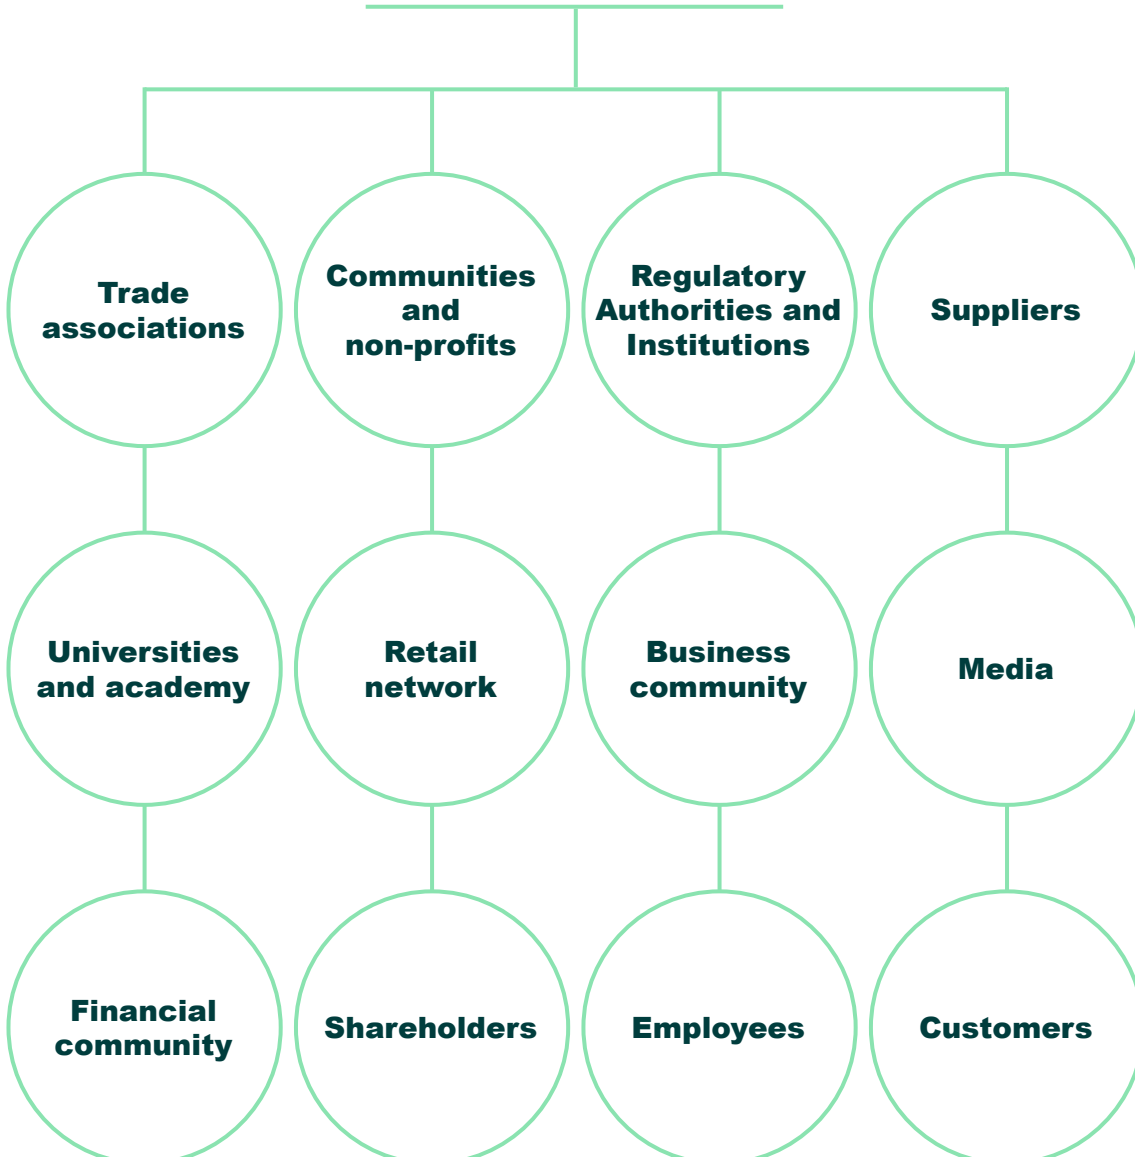 Trade
associations
Communities
and
non-profits
Regulatory
Authorities and
Institutions
Suppliers
Universities
and academy
Retail
network
Business
community
Media
Financial
community
Shareholders
Employees
Customers